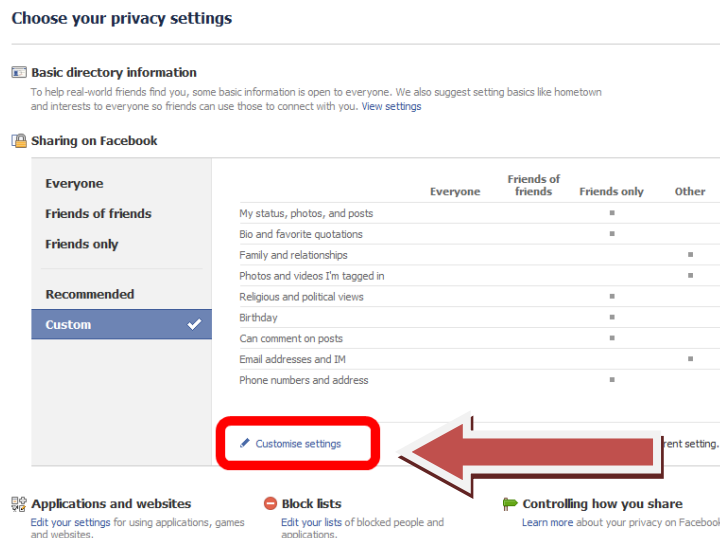 Choose your privacy settings
Basic directory information
To help real-world friends find you, some basic information is open to everyone. We also suggest setting basics like hometown
and interests to everyone so friends can use those to connect with you. View settings
Sharing on Facebook
Everyone
Friends of friends
Friends only
Recommended
Custom
Everyone Friends of friends Friends only Other
My status, photos, and posts
Bio and favorite quotations
Family and relationships
Photos and videos I'm tagged in
Religious and political views
Birthday
Can comment on posts
Email addresses and IM
Phone numbers and address
Customise settings
rent setting.
Applications and websites
Edit your settings for using applications, games
and websites.
Block lists
Edit your lists of blocked people and
applications.
Controlling how you share
Learn more about your privacy on Facebook